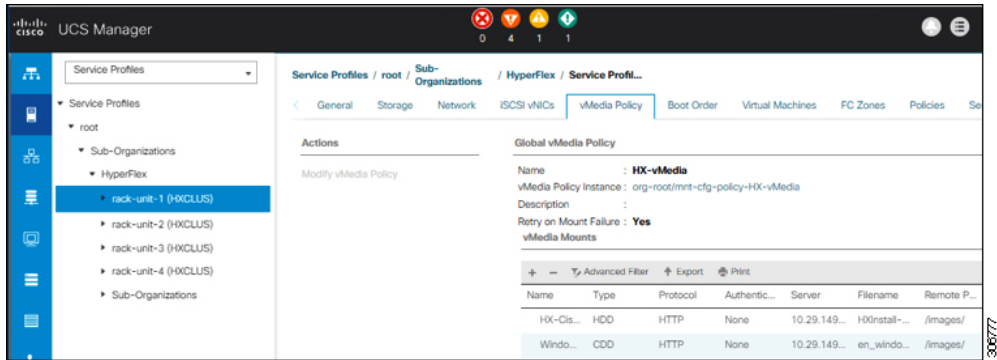 cisco UCS Manager
0 4 1 1
Service Profiles
Service Profiles
root
Sub-Organizations
HyperFlex
rack-unit-1 (HXCLUS)
rack-unit-2 (HXCLUS)
rack-unit-3 (HXCLUS)
rack-unit-4 (HXCLUS)
Sub-Organizations
Service Profiles / root / Sub-Organizations / HyperFlex / Service Profil...
General Storage Network iSCSI vNICs vMedia Policy Boot Order Virtual Machines FC Zones Policies Se
Actions
Modify vMedia Policy
Global vMedia Policy
Name : HX-vMedia
vMedia Policy Instance : org-root/mnt-cfg-policy-HX-vMedia
Description :
Retry on Mount Failure : Yes
vMedia Mounts
+ − Advanced Filter Export Print
Name Type Protocol Authentic... Server Filename Remote P...
HX-Cis... HDD HTTP None 10.29.149... HXInstall-... /images/
Windo... CDD HTTP None 10.29.149... en_windo... /images/
306777